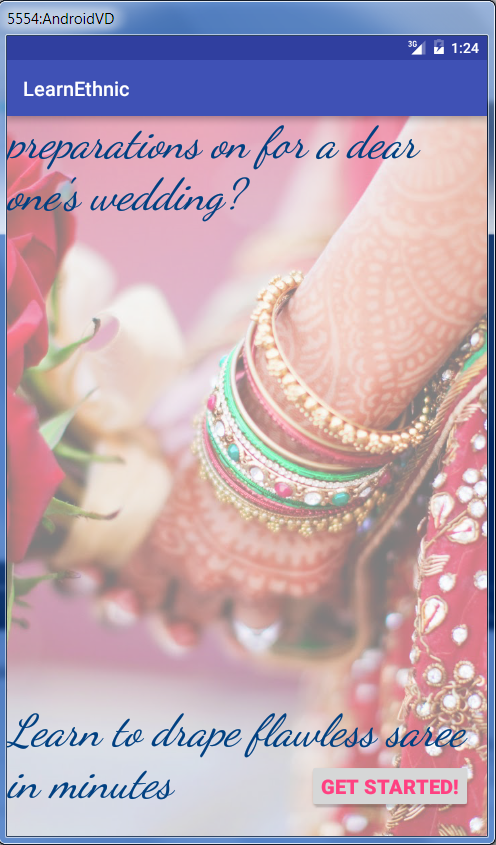 5554:AndroidVD
3G 1:24
LearnEthnic
preparations on for a dear
one's wedding?
Learn to drape flawless saree
in minutes
GET STARTED!